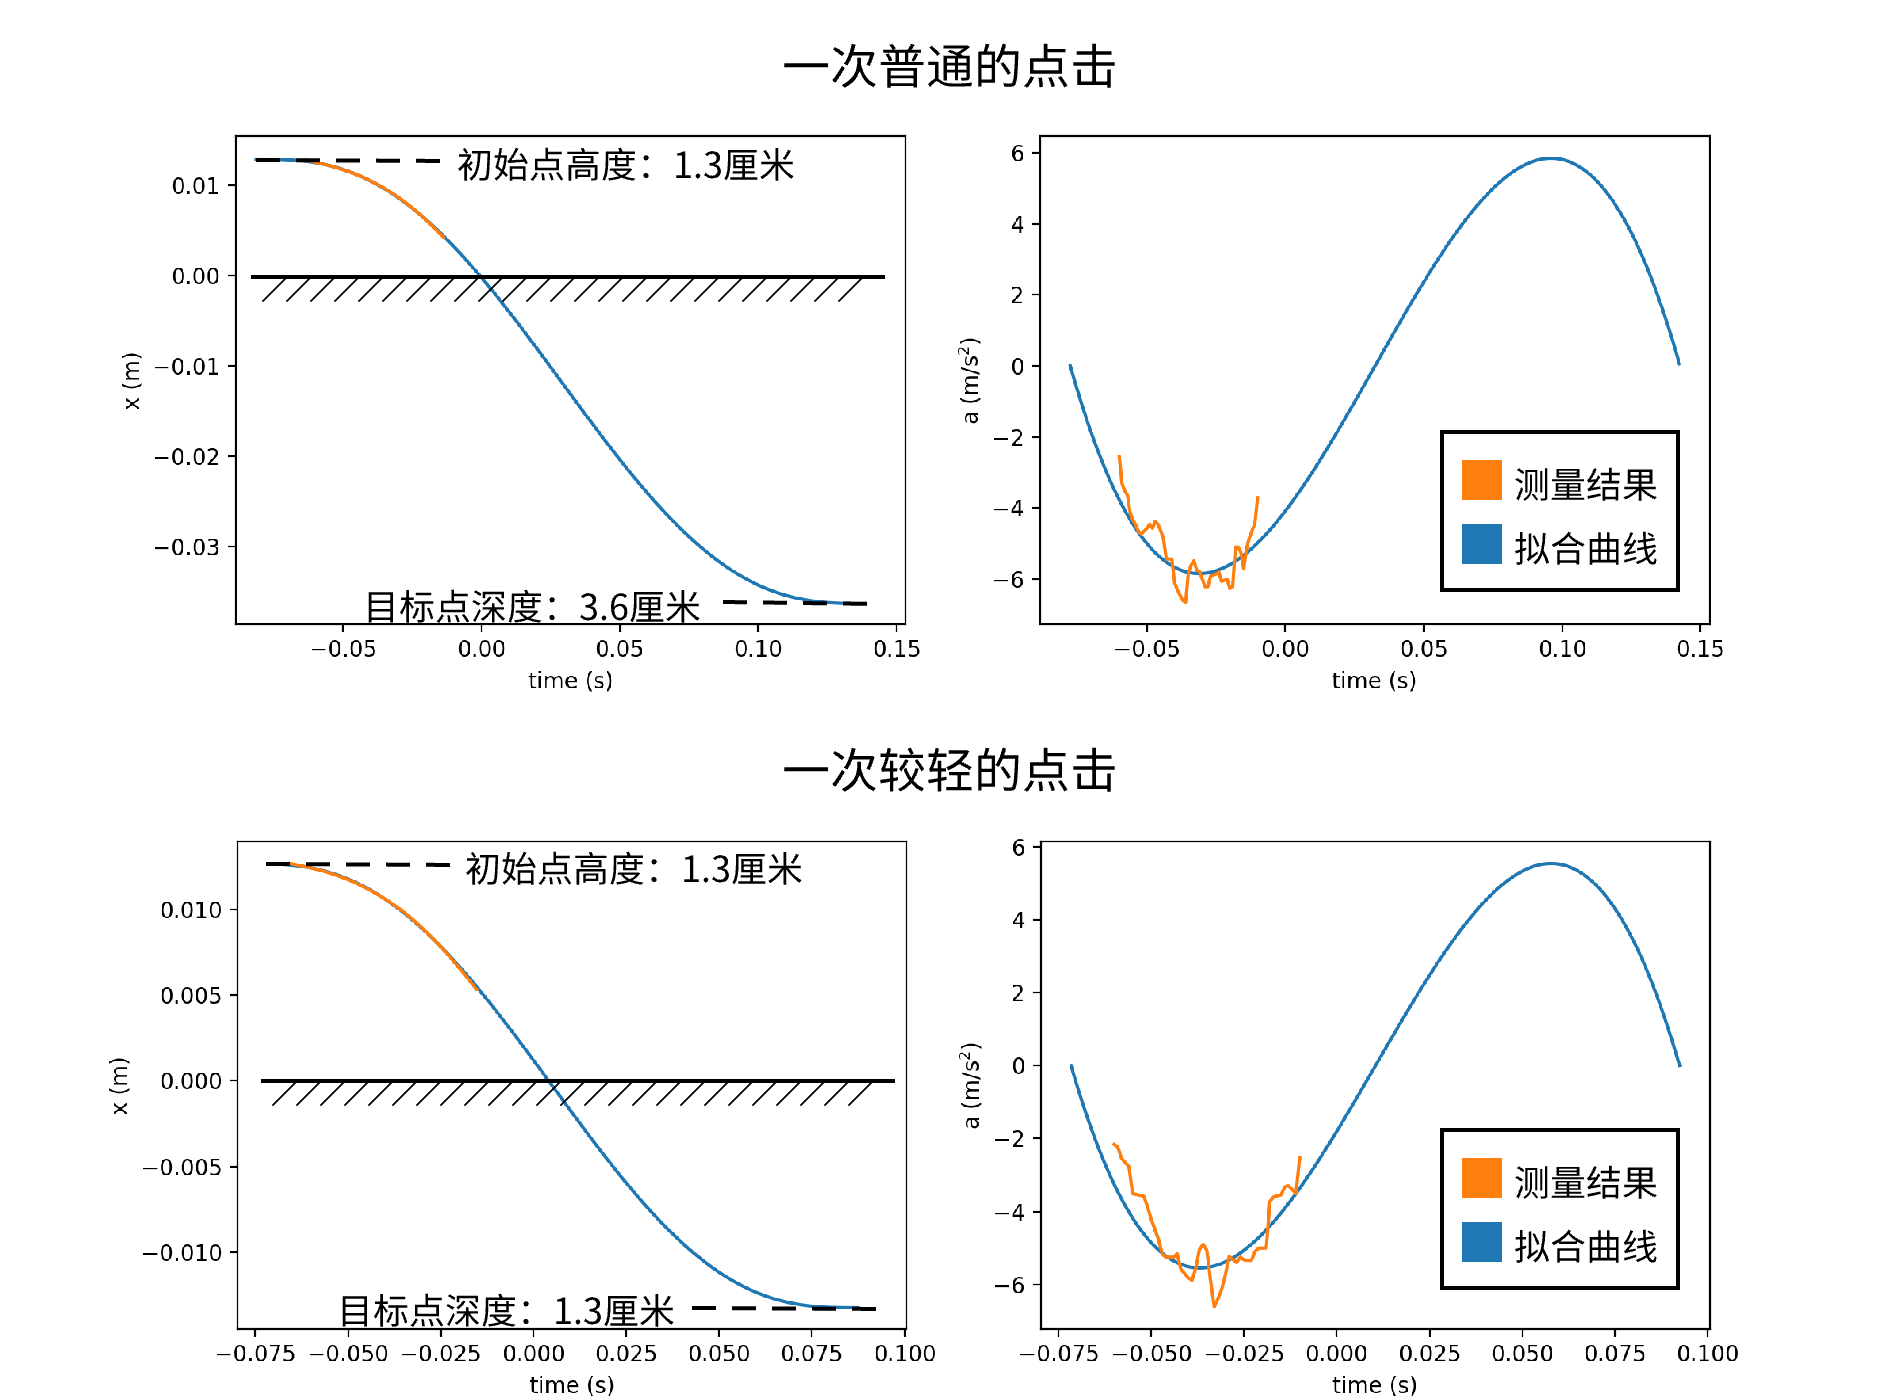 一次普通的点击
初始点高度：1.3厘米
0.01
0.00
−0.01
−0.02
−0.03
x (m)
目标点深度：3.6厘米
−0.05 0.00 0.05 0.10 0.15
time (s)
6
4
2
0
−2
−4
−6
a (m/s²)
测量结果
拟合曲线
−0.05 0.00 0.05 0.10 0.15
time (s)
一次较轻的点击
初始点高度：1.3厘米
0.010
0.005
0.000
−0.005
−0.010
x (m)
目标点深度：1.3厘米
−0.075 −0.050 −0.025 0.000 0.025 0.050 0.075 0.100
time (s)
6
4
2
0
−2
−4
−6
a (m/s²)
测量结果
拟合曲线
−0.075 −0.050 −0.025 0.000 0.025 0.050 0.075 0.100
time (s)